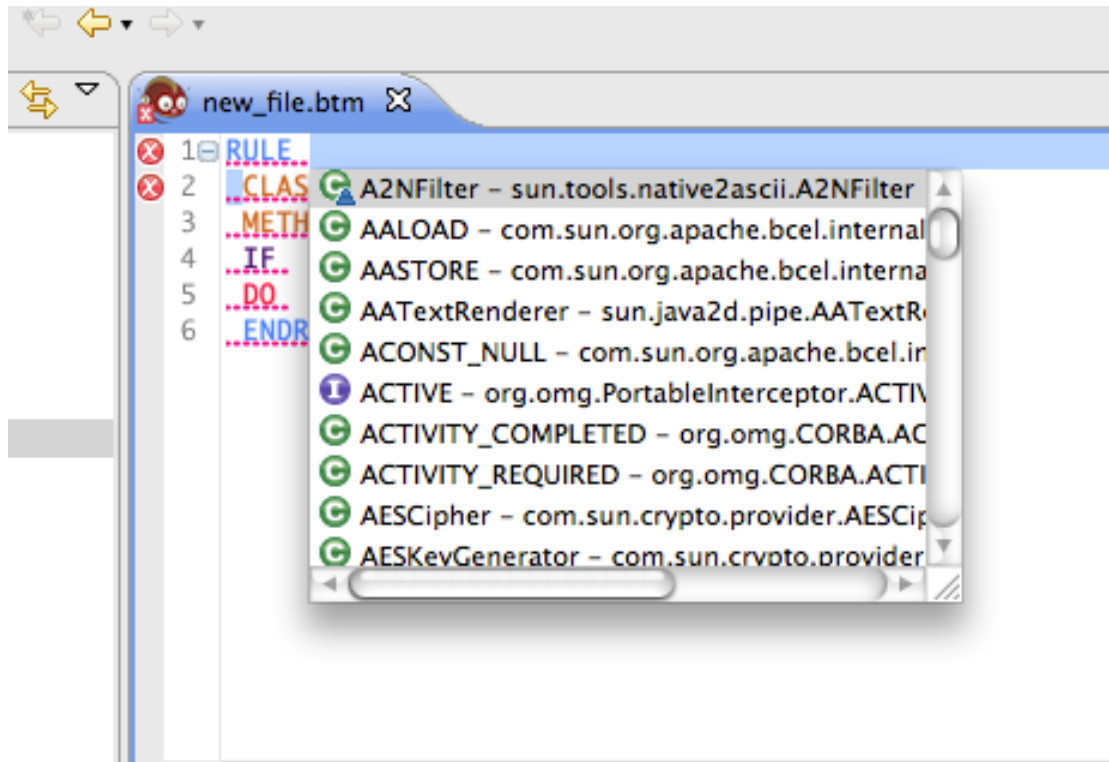 new_file.btm
1 RULE
2 CLAS
3 METH
4 IF
5 DO
6 ENDR
A2NFilter – sun.tools.native2ascii.A2NFilter
AALOAD – com.sun.org.apache.bcel.internal
AASTORE – com.sun.org.apache.bcel.interna
AATextRenderer – sun.java2d.pipe.AATextR
ACONST_NULL – com.sun.org.apache.bcel.in
ACTIVE – org.omg.PortableInterceptor.ACTIV
ACTIVITY_COMPLETED – org.omg.CORBA.AC
ACTIVITY_REQUIRED – org.omg.CORBA.ACTI
AESCipher – com.sun.crypto.provider.AESCip
AESKeyGenerator – com.sun.crypto.provider